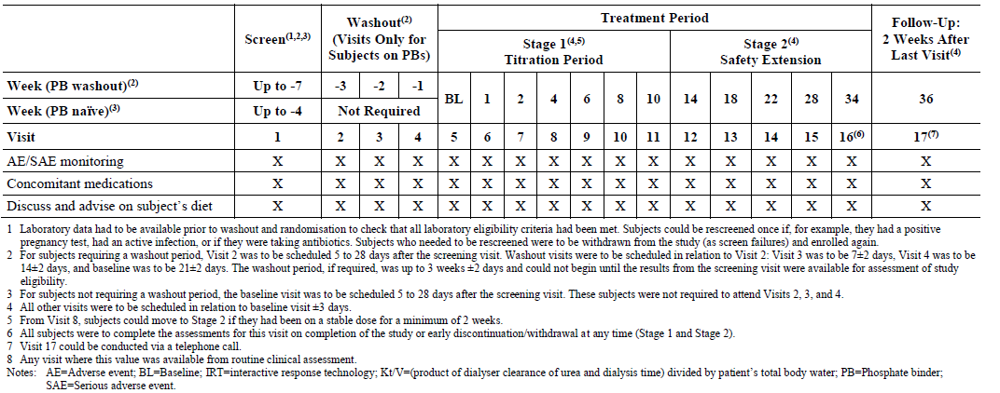 Screen(1,2,3) Washout(2) (Visits Only for Subjects on PBs) Treatment Period Follow-Up: 2 Weeks After Last Visit(4)
Stage 1(4,5) Titration Period Stage 2(4) Safety Extension
Week (PB washout)(2) Up to -7 -3 -2 -1 BL 1 2 4 6 8 10 14 18 22 28 34 36
Week (PB naïve)(3) Up to -4 Not Required
Visit 1 2 3 4 5 6 7 8 9 10 11 12 13 14 15 16(6) 17(7)
AE/SAE monitoring X X X X X X X X X X X X X X X X X
Concomitant medications X X X X X X X X X X X X X X X X X
Discuss and advise on subject's diet X X X X X X X X X X X X X X X X X
1 Laboratory data had to be available prior to washout and randomisation to check that all laboratory eligibility criteria had been met. Subjects could be rescreened once if, for example, they had a positive
pregnancy test, had an active infection, or if they were taking antibiotics. Subjects who needed to be rescreened were to be withdrawn from the study (as screen failures) and enrolled again.
2 For subjects requiring a washout period, Visit 2 was to be scheduled 5 to 28 days after the screening visit. Washout visits were to be scheduled in relation to Visit 2: Visit 3 was to be 7±2 days, Visit 4 was to be
14±2 days, and baseline was to be 21±2 days. The washout period, if required, was up to 3 weeks ±2 days and could not begin until the results from the screening visit were available for assessment of study
eligibility.
3 For subjects not requiring a washout period, the baseline visit was to be scheduled 5 to 28 days after the screening visit. These subjects were not required to attend Visits 2, 3, and 4.
4 All other visits were to be scheduled in relation to baseline visit ±3 days.
5 From Visit 8, subjects could move to Stage 2 if they had been on a stable dose for a minimum of 2 weeks.
6 All subjects were to complete the assessments for this visit on completion of the study or early discontinuation/withdrawal at any time (Stage 1 and Stage 2).
7 Visit 17 could be conducted via a telephone call.
8 Any visit where this value was available from routine clinical assessment.
Notes: AE=Adverse event; BL=Baseline; IRT=interactive response technology; Kt/V=(product of dialyser clearance of urea and dialysis time) divided by patient's total body water; PB=Phosphate binder;
SAE=Serious adverse event.